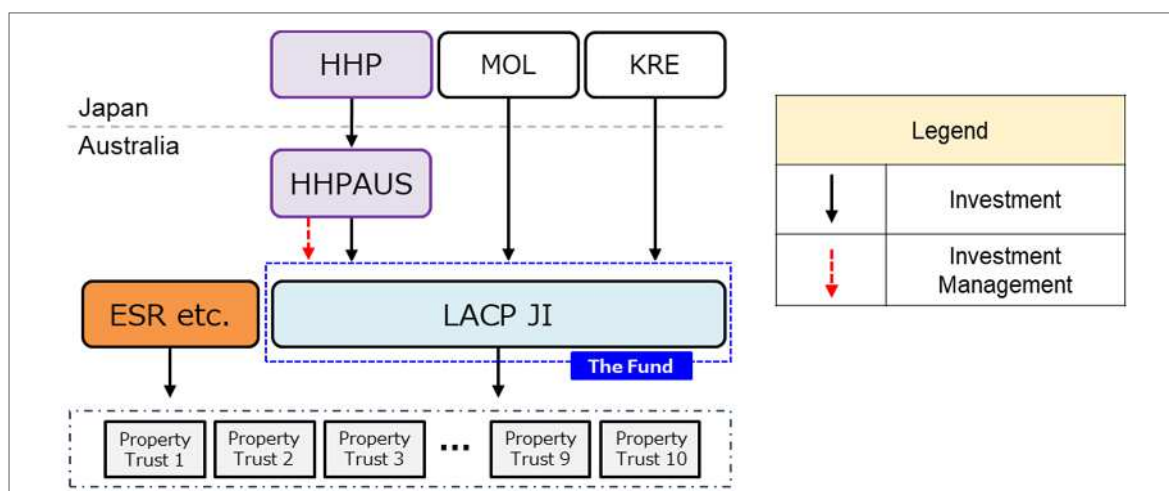 HHP
MOL
KRE
Japan
Australia
HHPAUS
ESR etc.
LACP JI
The Fund
Property
Trust 1
Property
Trust 2
Property
Trust 3
...
Property
Trust 9
Property
Trust 10
Legend
Investment
Investment
Management